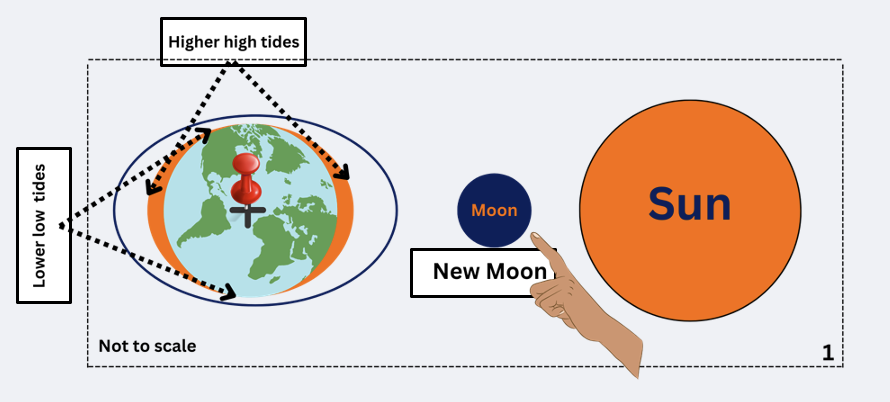 Higher high tides
Lower low tides
Moon
Sun
New Moon
Not to scale
1